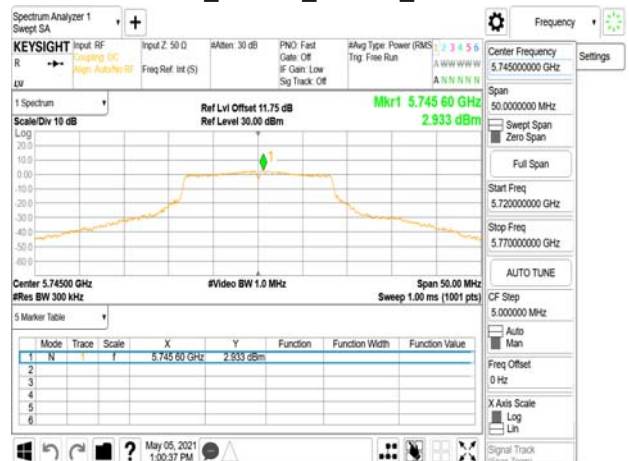 Spectrum Analyzer 1
Swept SA
+
Frequency
KEYSIGHT
Input: RF
Coupling: DC
Align: Auto/No RF
Input Z: 50 Ω
Freq Ref: Int (S)
#Atten: 30 dB
PNO: Fast
Gate: Off
IF Gain: Low
Sig Track: Off
#Avg Type: Power (RMS)
Trig: Free Run
1 2 3 4 5 6
A W W W W W
A N N N N N
Center Frequency
5.745000000 GHz
Settings
Span
50.0000000 MHz
Swept Span
Zero Span
Full Span
Start Freq
5.720000000 GHz
Stop Freq
5.770000000 GHz
AUTO TUNE
CF Step
5.000000 MHz
Auto
Man
Freq Offset
0 Hz
X Axis Scale
Log
Lin
Signal Track
1 Spectrum
Scale/Div 10 dB
Ref Lvl Offset 11.75 dB
Ref Level 30.00 dBm
Mkr1 5.745 60 GHz
2.933 dBm
Log
20.0
10.0
0.00
-10.0
-20.0
-30.0
-40.0
-50.0
-60.0
1
Center 5.74500 GHz
#Res BW 300 kHz
#Video BW 1.0 MHz
Span 50.00 MHz
Sweep 1.00 ms (1001 pts)
5 Marker Table
Mode Trace Scale X Y Function Function Width Function Value
1 N 1 f 5.745 60 GHz 2.933 dBm
2
3
4
5
6
? May 05, 2021
1:00:37 PM